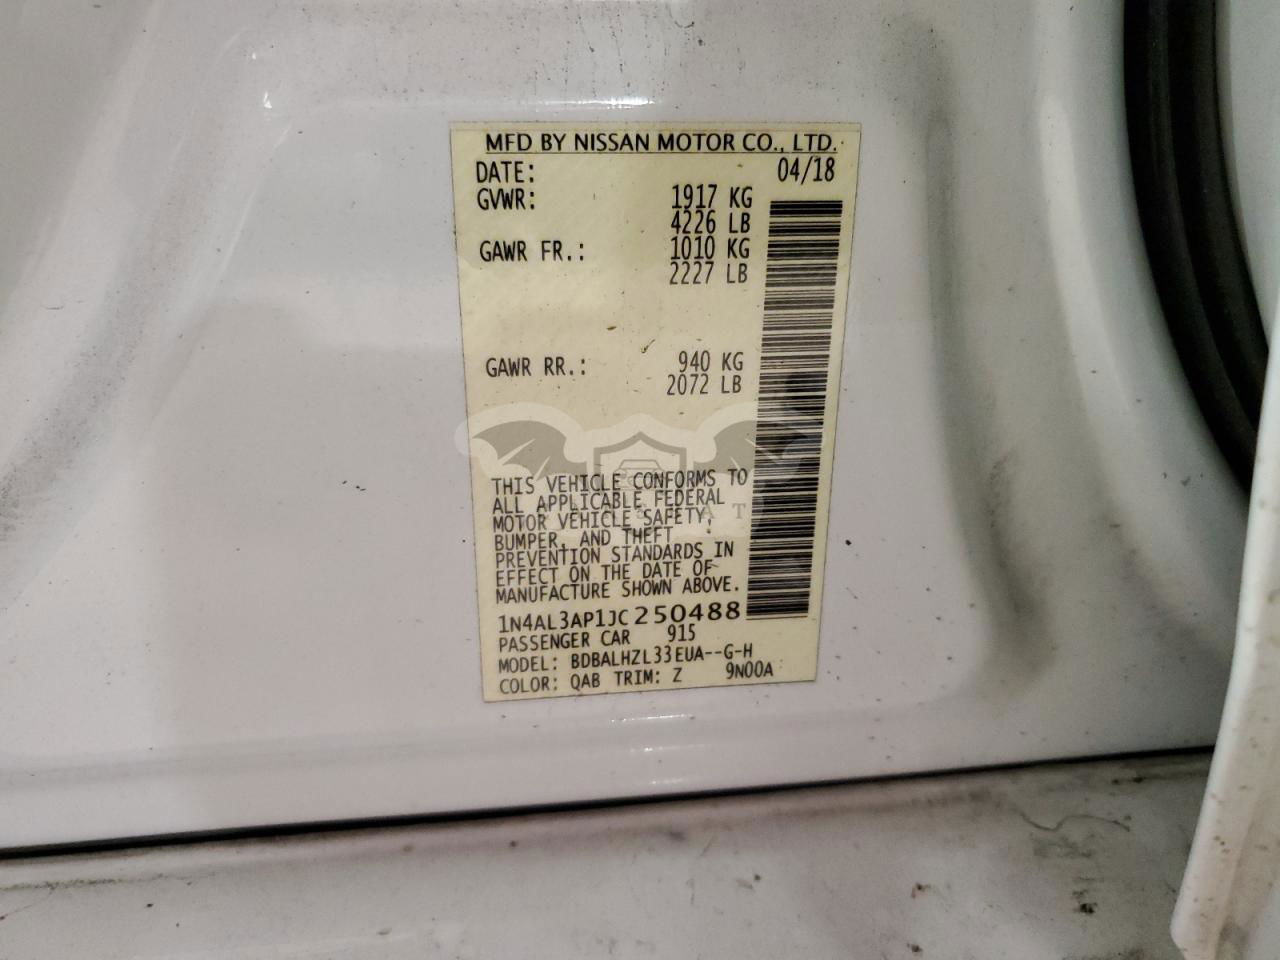 MFD BY NISSAN MOTOR CO., LTD.
DATE: 04/18
GVWR: 1917 KG
4226 LB
GAWR FR.: 1010 KG
2227 LB
GAWR RR.: 940 KG
2072 LB
THIS VEHICLE CONFORMS TO
ALL APPLICABLE FEDERAL
MOTOR VEHICLE SAFETY,
BUMPER, AND THEFT
PREVENTION STANDARDS IN
EFFECT ON THE DATE OF
MANUFACTURE SHOWN ABOVE.
1N4AL3AP1JC250488
PASSENGER CAR 915
MODEL: BDBALHZL33EUA--G-H
COLOR: QAB TRIM: Z 9N00A